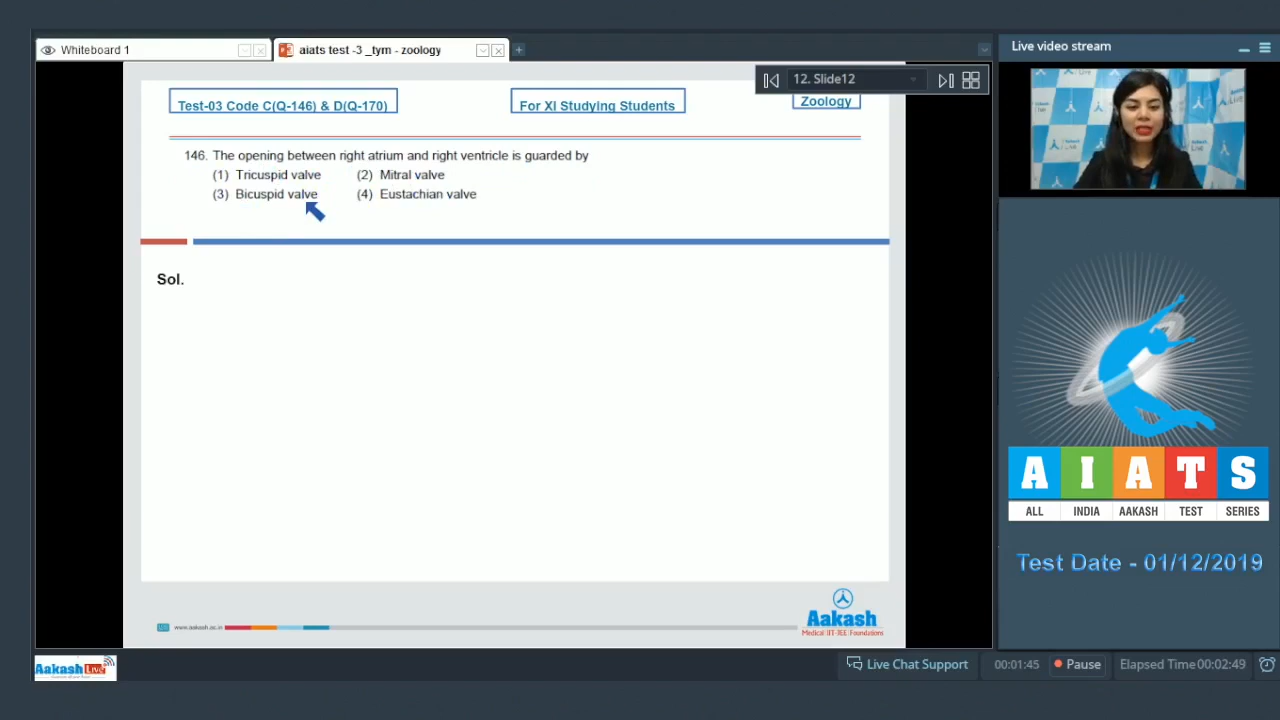 Whiteboard 1
aiats test -3 _tym - zoology
Live video stream
12. Slide12
Test-03 Code C(Q-146) & D(Q-170)
For XI Studying Students
Zoology
146. The opening between right atrium and right ventricle is guarded by
(1) Tricuspid valve (2) Mitral valve
(3) Bicuspid valve (4) Eustachian valve
Sol.
A I A T S
ALL INDIA AAKASH TEST SERIES
Test Date - 01/12/2019
www.aakash.ac.in
Aakash
Medical | IIT-JEE | Foundations
Aakash Live
Live Chat Support
00:01:45
Pause
Elapsed Time 00:02:49